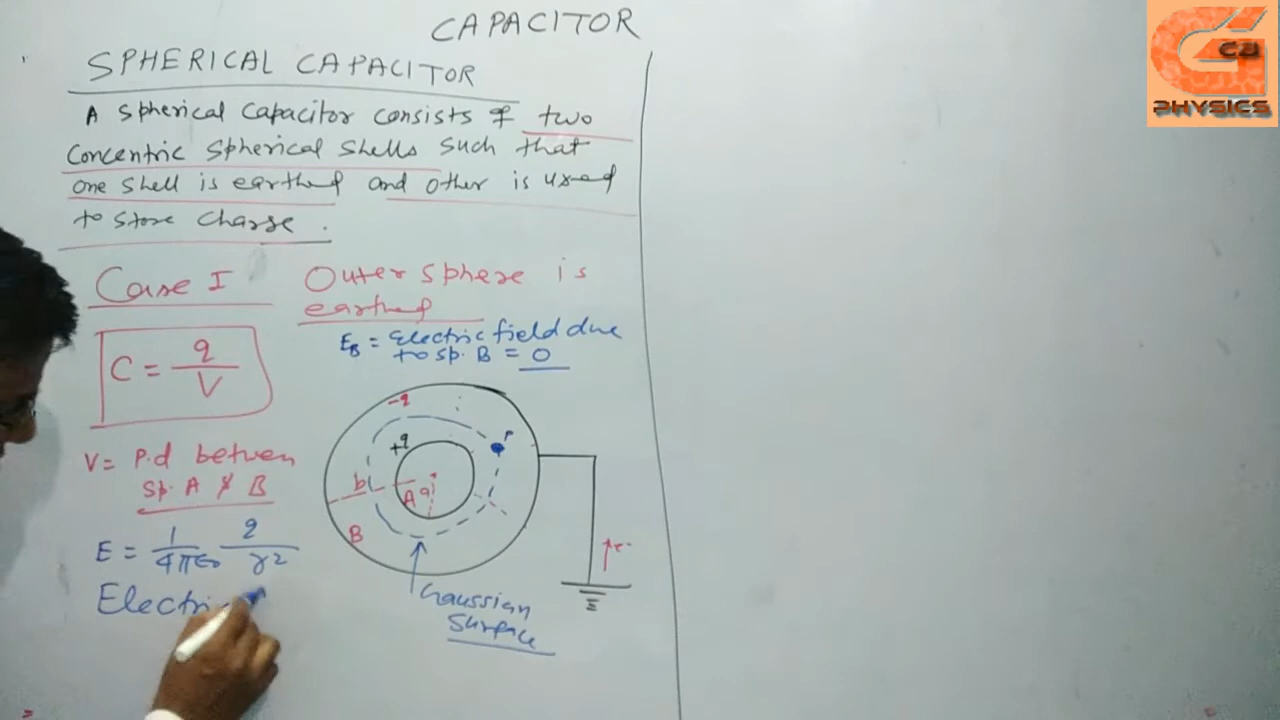 CAPACITOR
SPHERICAL CAPACITOR
A Spherical Capacitor consists of two
concentric spherical shells such that
one shell is earthed and other is used
to store charge.
Case I
Outer sphere is
earthed
C = q/V
E_B = Electric field due
to sp. B = 0
V = P.d between
sp. A & B
E = 1/4πε₀ q/r²
Electri
-q
+q
P
b
A a
B
e-
E
Gaussian
Surface
G
CU
PHYSICS